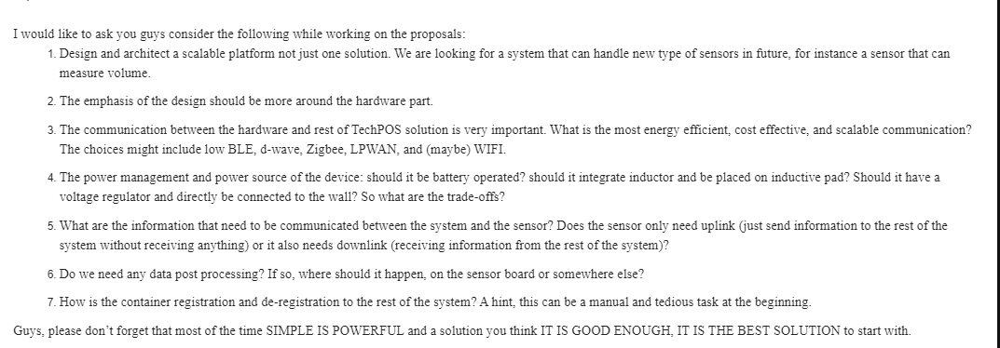 I would like to ask you guys consider the following while working on the proposals:
1. Design and architect a scalable platform not just one solution. We are looking for a system that can handle new type of sensors in future, for instance a sensor that can
measure volume.
2. The emphasis of the design should be more around the hardware part.
3. The communication between the hardware and rest of TechPOS solution is very important. What is the most energy efficient, cost effective, and scalable communication?
The choices might include low BLE, d-wave, Zigbee, LPWAN, and (maybe) WIFI.
4. The power management and power source of the device: should it be battery operated? should it integrate inductor and be placed on inductive pad? Should it have a
voltage regulator and directly be connected to the wall? So what are the trade-offs?
5. What are the information that need to be communicated between the system and the sensor? Does the sensor only need uplink (just send information to the rest of the
system without receiving anything) or it also needs downlink (receiving information from the rest of the system)?
6. Do we need any data post processing? If so, where should it happen, on the sensor board or somewhere else?
7. How is the container registration and de-registration to the rest of the system? A hint, this can be a manual and tedious task at the beginning.
Guys, please don't forget that most of the time SIMPLE IS POWERFUL and a solution you think IT IS GOOD ENOUGH, IT IS THE BEST SOLUTION to start with.